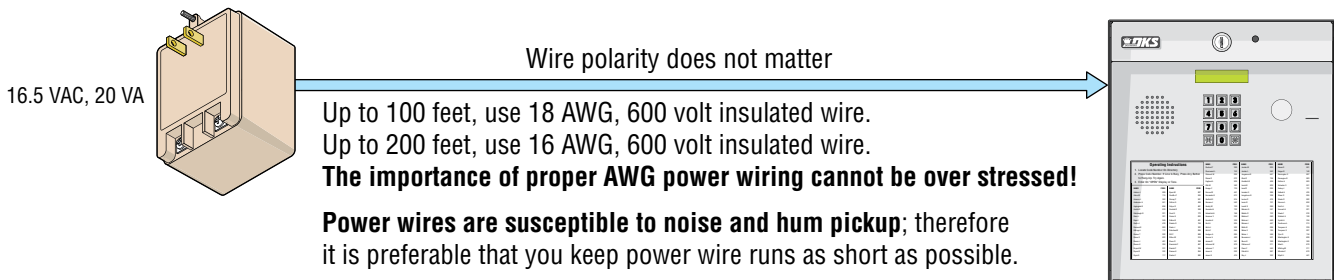 Wire polarity does not matter
16.5 VAC, 20 VA
Up to 100 feet, use 18 AWG, 600 volt insulated wire.
Up to 200 feet, use 16 AWG, 600 volt insulated wire.
The importance of proper AWG power wiring cannot be over stressed!
Power wires are susceptible to noise and hum pickup; therefore
it is preferable that you keep power wire runs as short as possible.
DKS
1 2 3
4 5 6
7 8 9
* 0 #
Operating Instructions